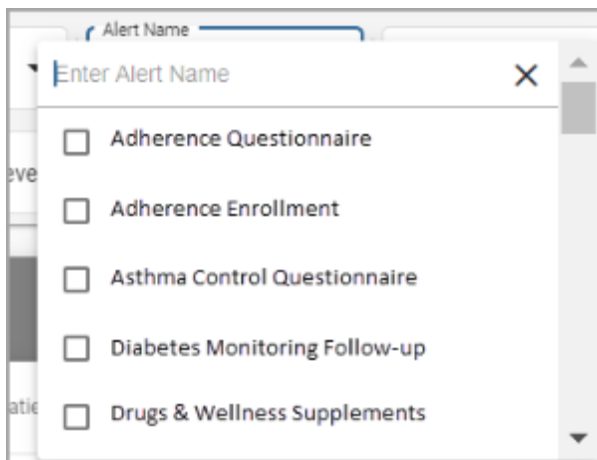 Alert Name
Enter Alert Name
Adherence Questionnaire
Adherence Enrollment
Asthma Control Questionnaire
Diabetes Monitoring Follow-up
Drugs & Wellness Supplements